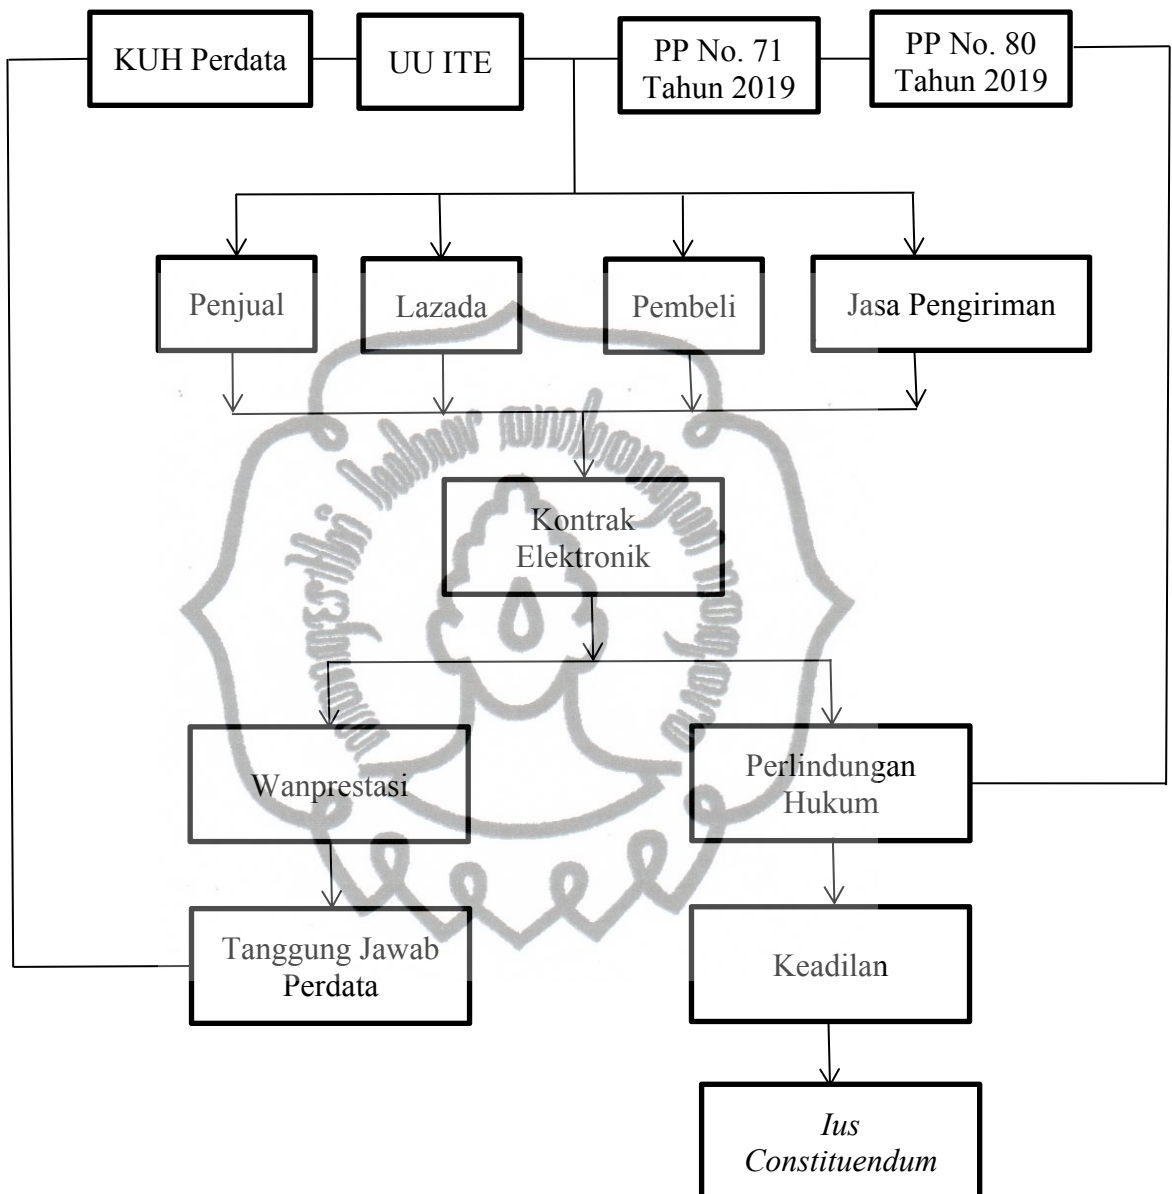 KUH Perdata
UU ITE
PP No. 71
Tahun 2019
PP No. 80
Tahun 2019
Penjual
Lazada
Pembeli
Jasa Pengiriman
Kontrak
Elektronik
Wanprestasi
Perlindungan
Hukum
Tanggung Jawab
Perdata
Keadilan
Ius
Constituendum